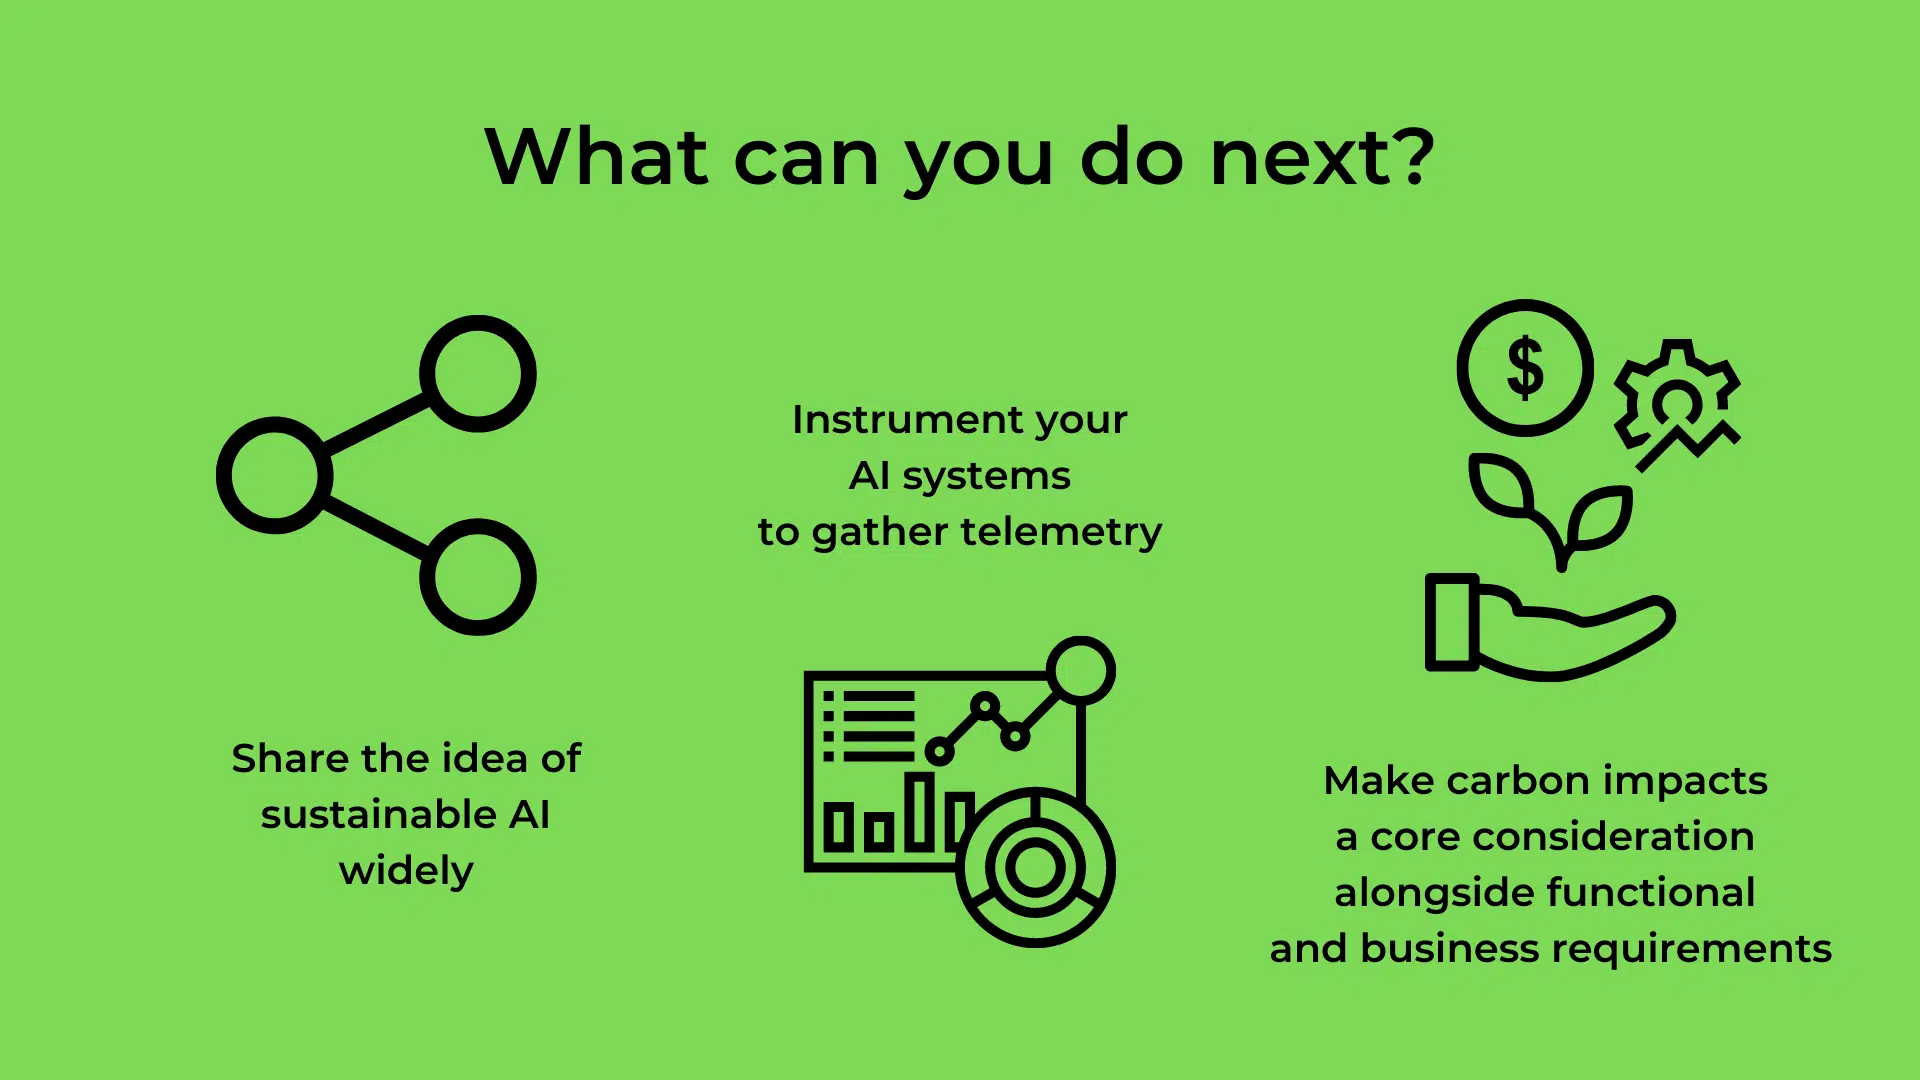 What can you do next?
Share the idea of
sustainable AI
widely
Instrument your
AI systems
to gather telemetry
$
Make carbon impacts
a core consideration
alongside functional
and business requirements